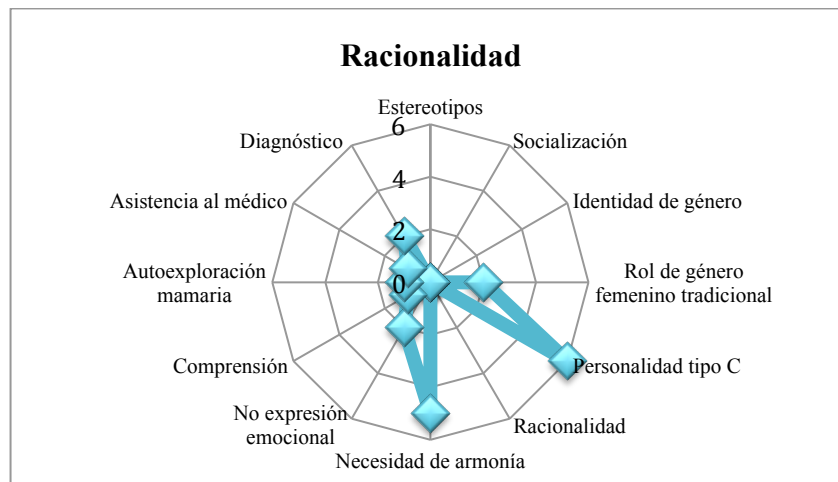 Racionalidad
Estereotipos
6
Diagnóstico
Socialización
4
Asistencia al médico
Identidad de género
2
Autoexploración
mamaria
0
Rol de género
femenino tradicional
Comprensión
Personalidad tipo C
No expresión
emocional
Racionalidad
Necesidad de armonía